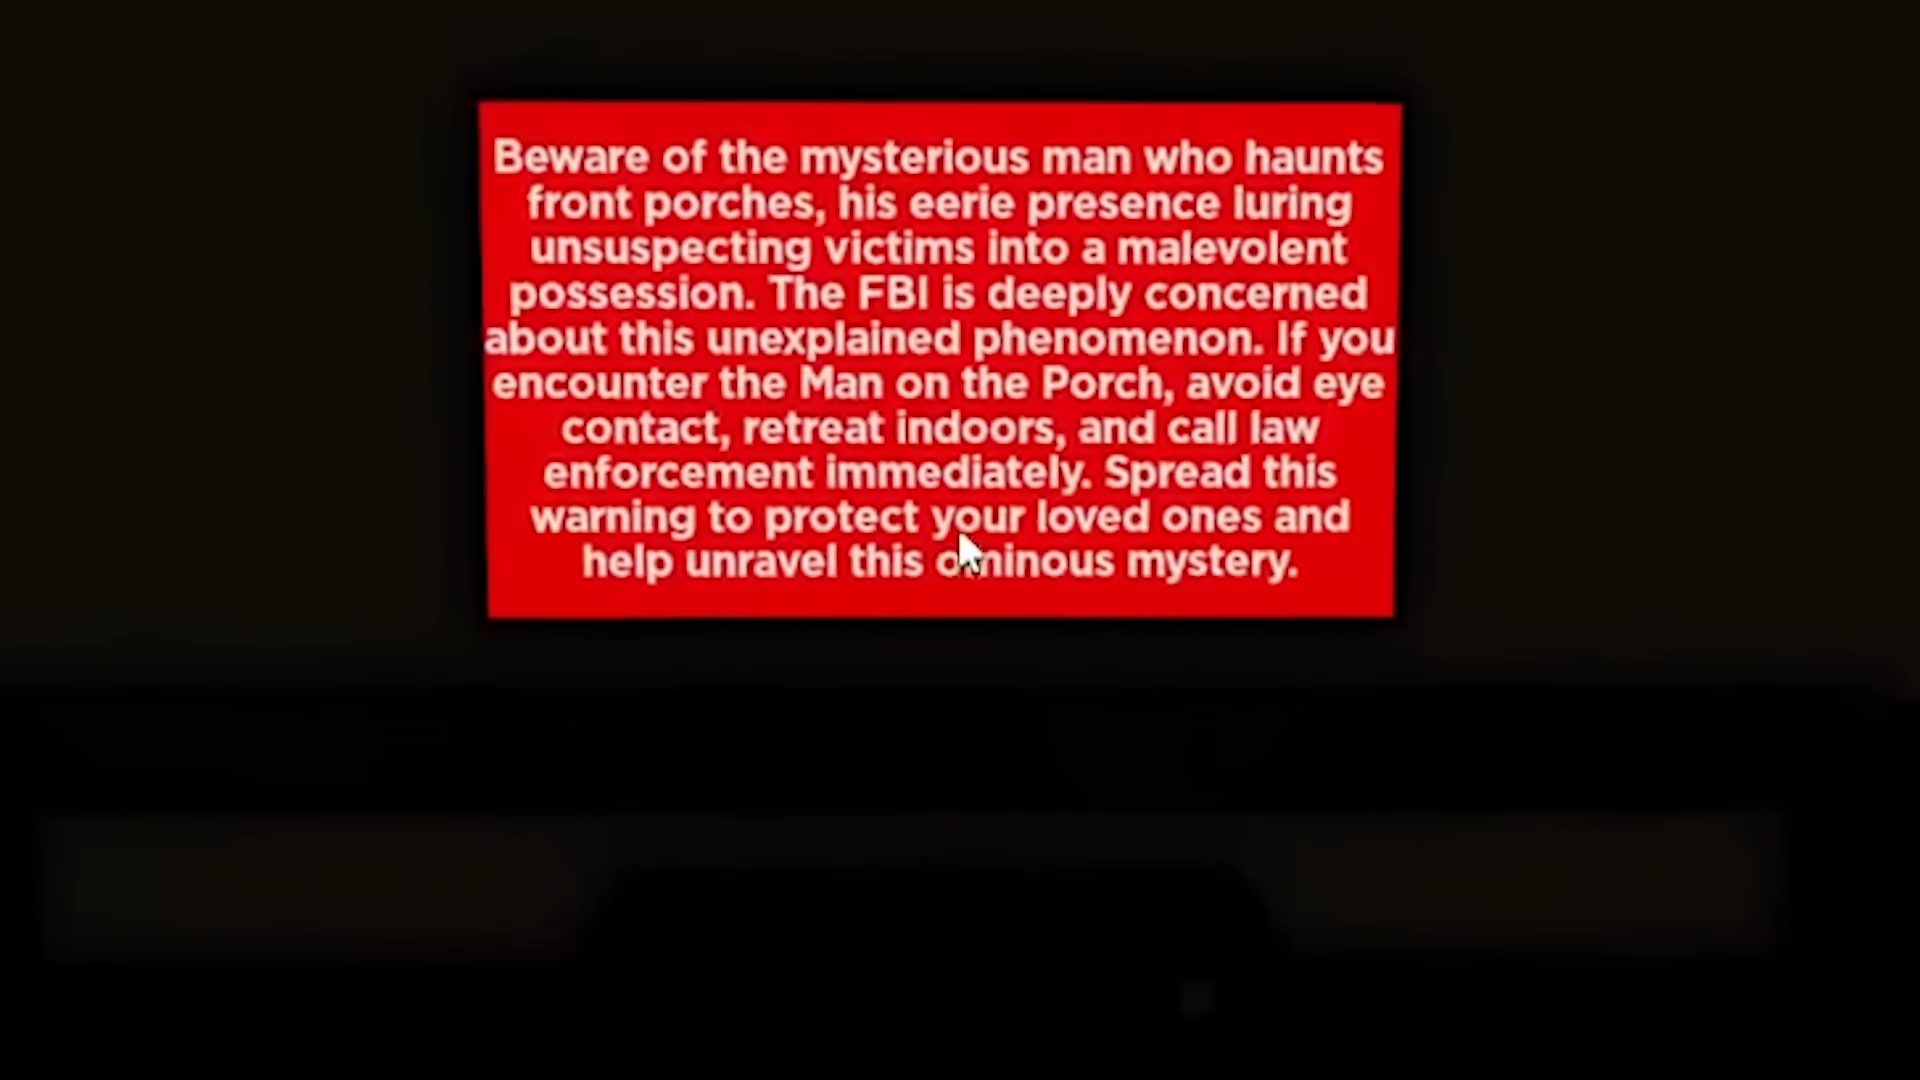 Beware of the mysterious man who haunts
front porches, his eerie presence luring
unsuspecting victims into a malevolent
possession. The FBI is deeply concerned
about this unexplained phenomenon. If you
encounter the Man on the Porch, avoid eye
contact, retreat indoors, and call law
enforcement immediately. Spread this
warning to protect your loved ones and
help unravel this ominous mystery.